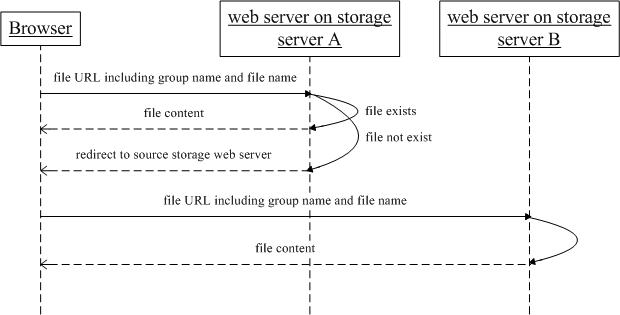 Browser
web server on storage
server A
web server on storage
server B
file URL including group name and file name
file content
file exists
file not exist
redirect to source storage web server
file URL including group name and file name
file content